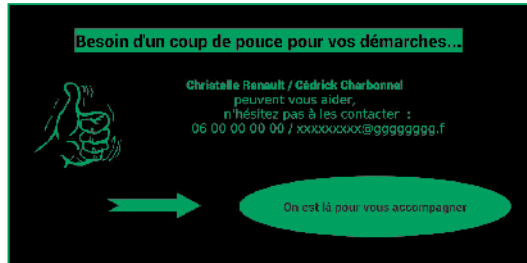 Besoin d'un coup de pouce pour vos démarches...
Christelle Renault / Cédrick Charbonnel
peuvent vous aider,
n'hésitez pas à les contacter :
06 00 00 00 00 / xxxxxxxxx@gggggggg.f
On est là pour vous accompagner